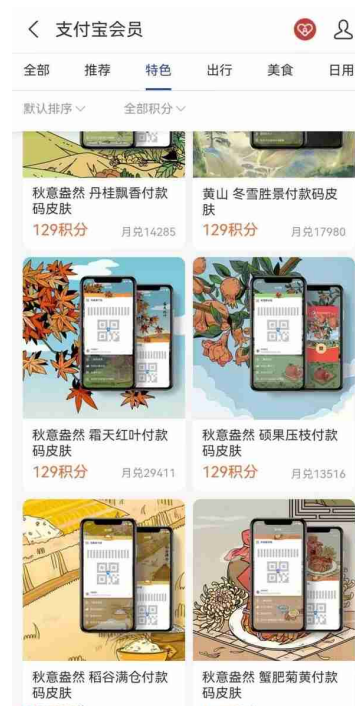 支付宝会员
全部 推荐 特色 出行 美食 日用
默认排序 全部积分
秋意盎然 丹桂飘香付款
码皮肤
129积分 月兑14285
黄山 冬雪胜景付款码皮
肤
129积分 月兑17980
秋意盎然 霜天红叶付款
码皮肤
129积分 月兑29411
秋意盎然 硕果压枝付款
码皮肤
129积分 月兑13516
秋意盎然 稻谷满仓付款
码皮肤
秋意盎然 蟹肥菊黄付款
码皮肤